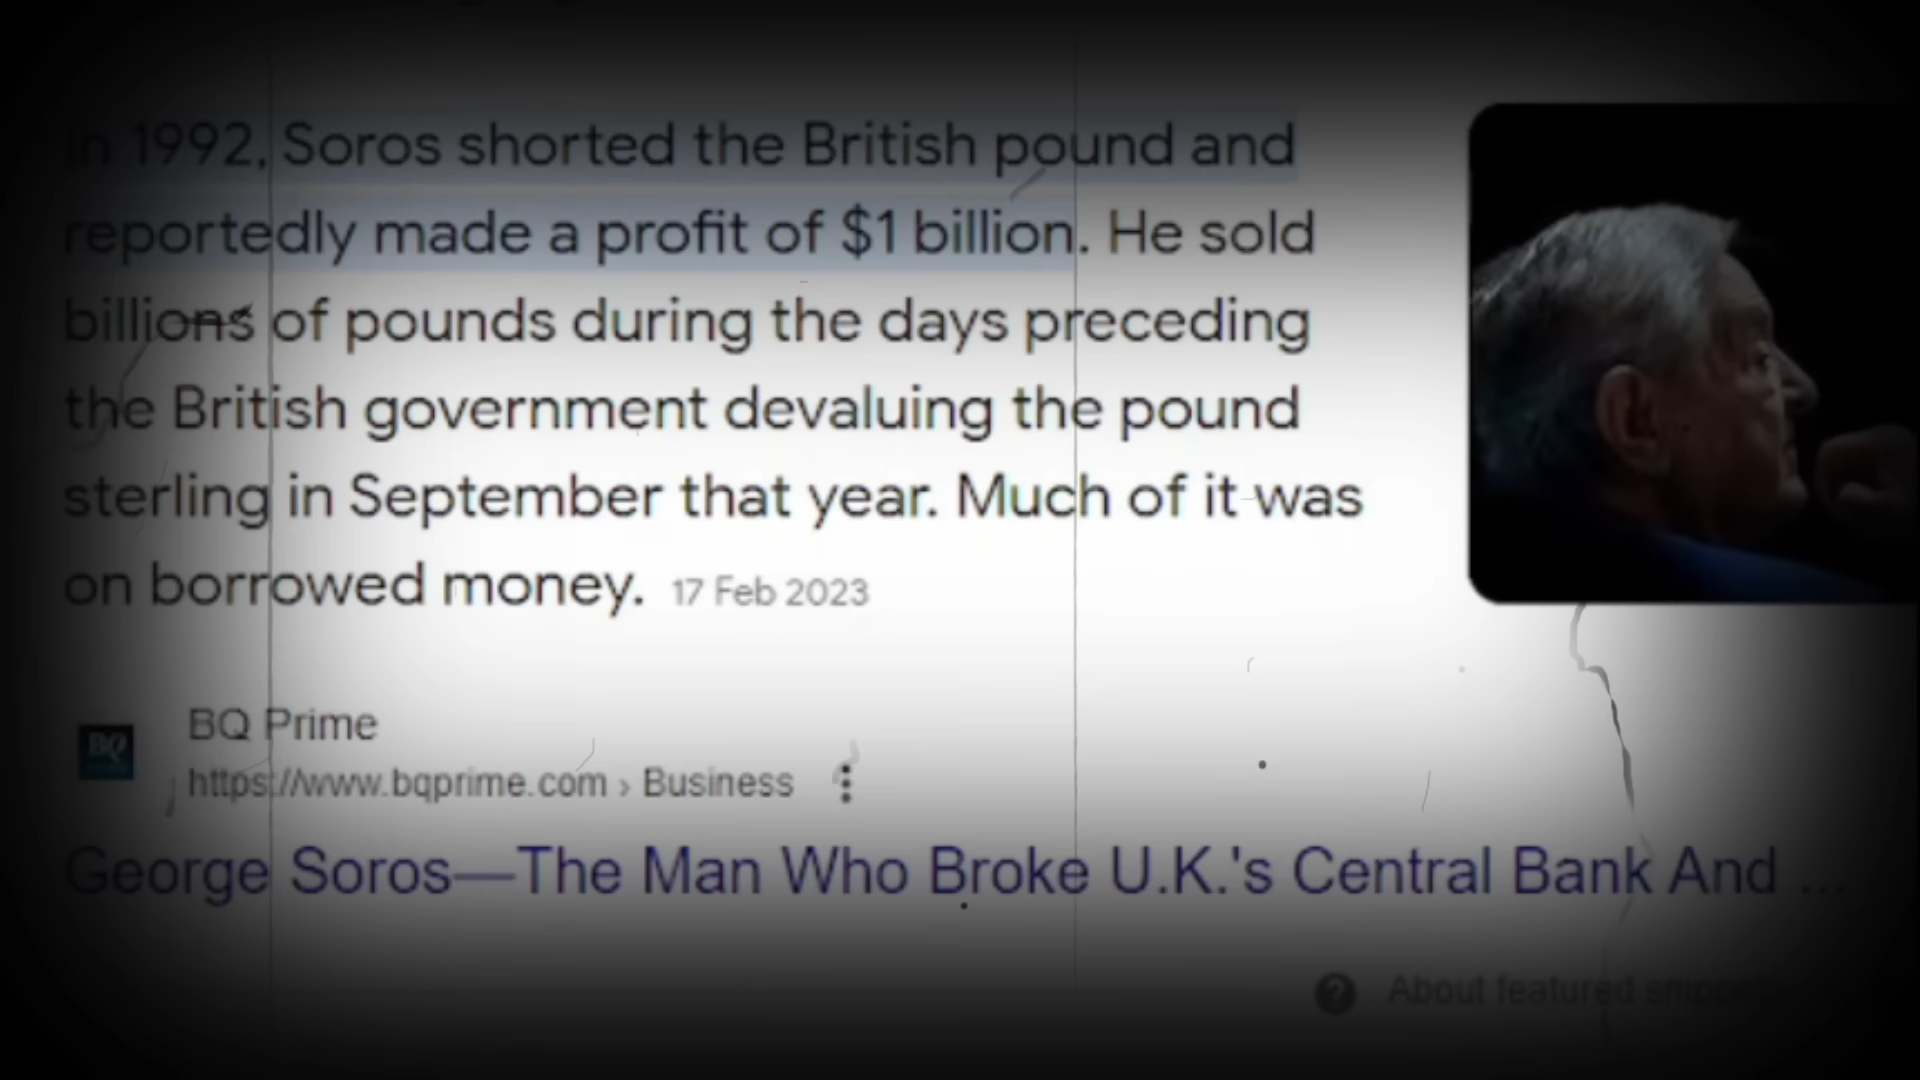 In 1992, Soros shorted the British pound and
reportedly made a profit of $1 billion. He sold
billions of pounds during the days preceding
the British government devaluing the pound
sterling in September that year. Much of it was
on borrowed money. 17 Feb 2023
BQ
BQ Prime
https://www.bqprime.com › Business
George Soros—The Man Who Broke U.K.'s Central Bank And ...
About featured